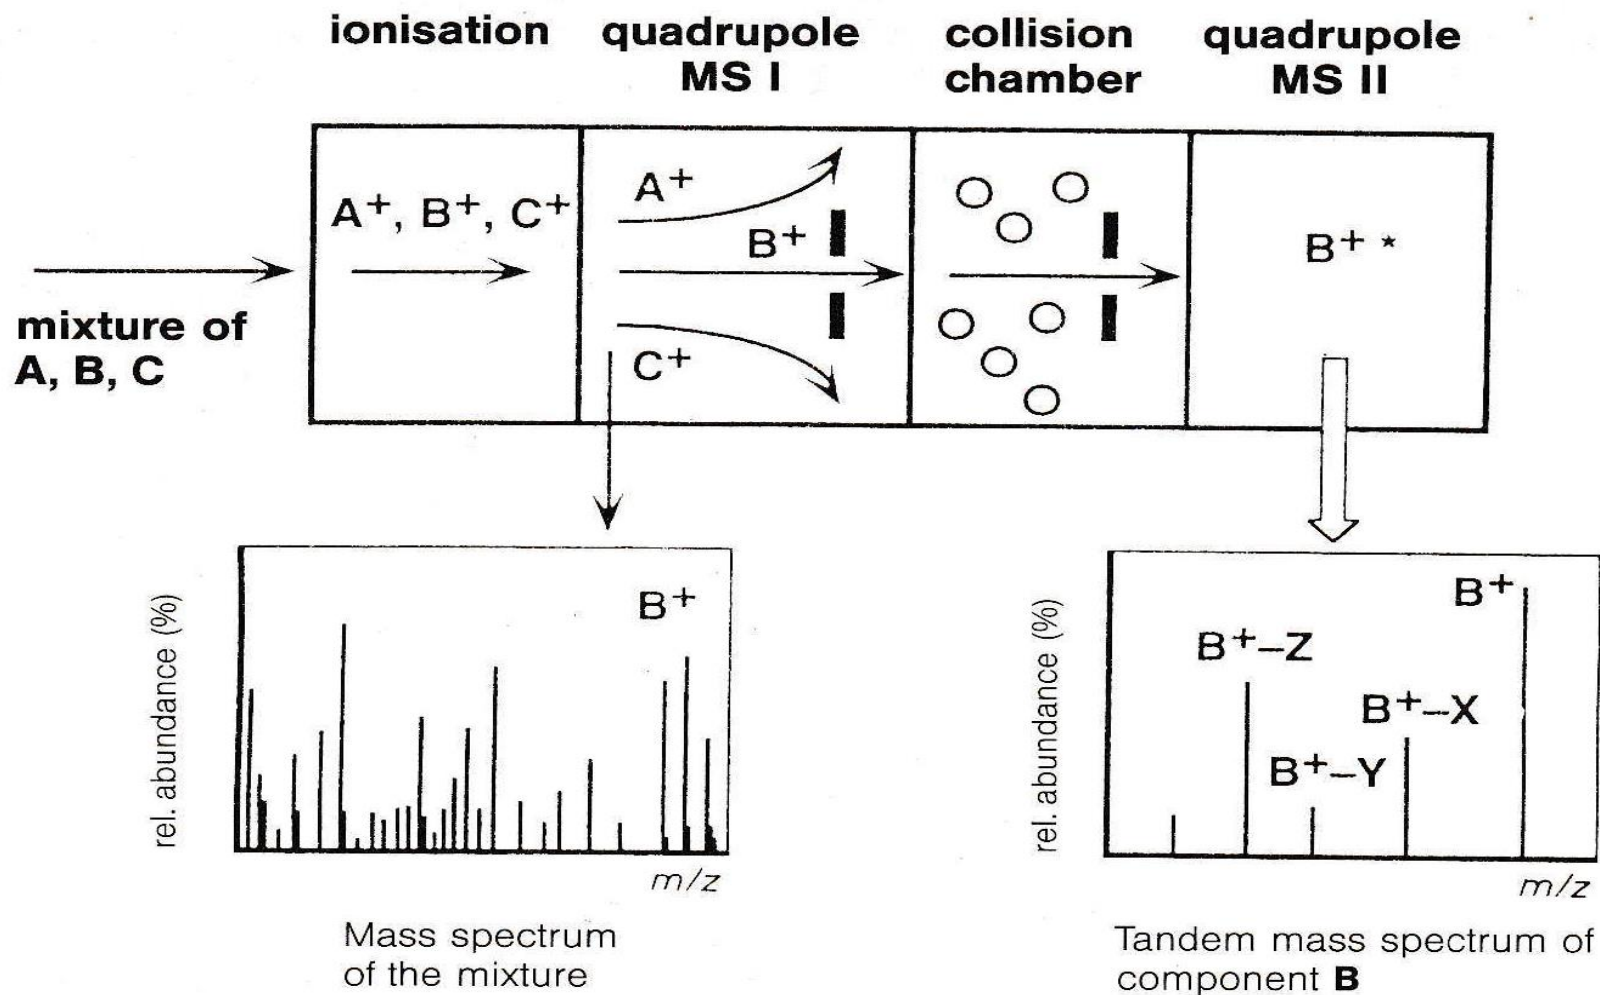 ionisation
quadrupole
MS I
collision
chamber
quadrupole
MS II
mixture of
A, B, C
A+, B+, C+
A+
B+
C+
B+ *
rel. abundance (%)
B+
m/z
Mass spectrum
of the mixture
rel. abundance (%)
B+–Z
B+–Y
B+–X
B+
m/z
Tandem mass spectrum of
component B